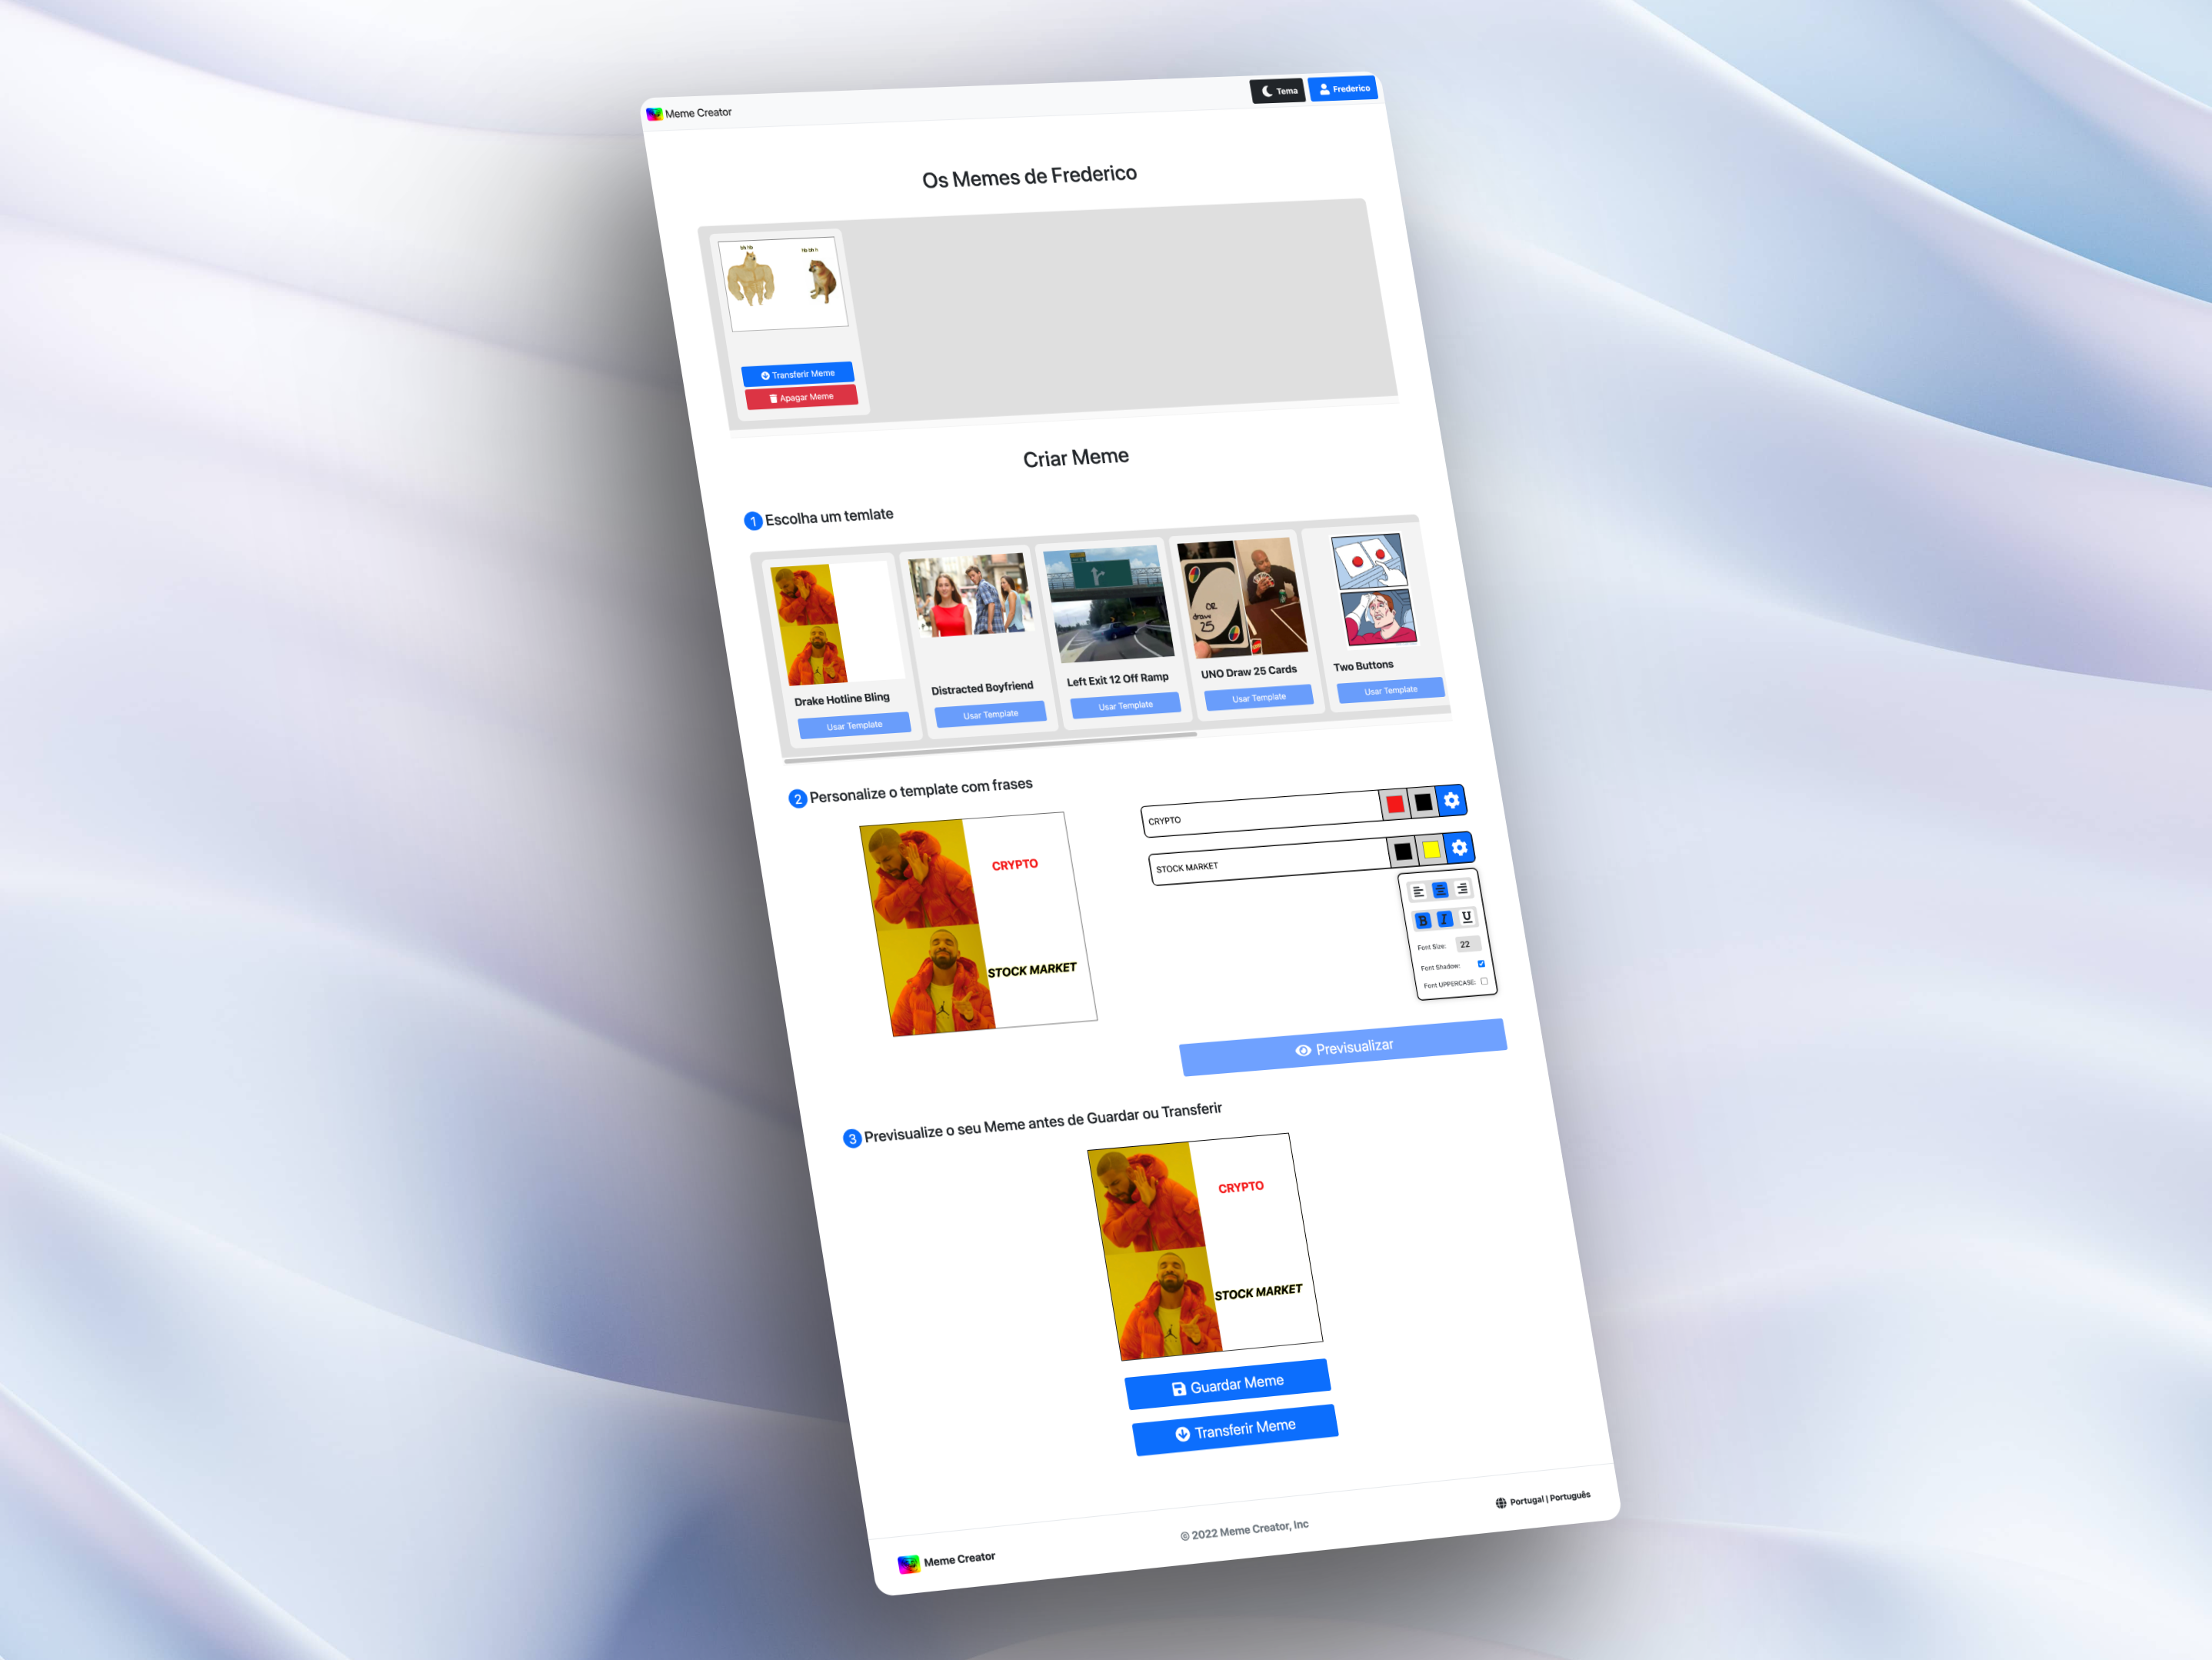 Meme Creator
Tema
Frederico
Os Memes de Frederico
Transferir Meme
Apagar Meme
Criar Meme
1 Escolha um temlate
OR
draw
25
Drake Hotline Bling
Distracted Boyfriend
Left Exit 12 Off Ramp
UNO Draw 25 Cards
Two Buttons
Usar Template
Usar Template
Usar Template
Usar Template
Usar Template
2 Personalize o template com frases
CRYPTO
STOCK MARKET
CRYPTO
STOCK MARKET
B I U
Font Size: 22
Font Shadow:
Font UPPERCASE:
Previsualizar
3 Previsualize o seu Meme antes de Guardar ou Transferir
CRYPTO
STOCK MARKET
Guardar Meme
Transferir Meme
Meme Creator
© 2022 Meme Creator, Inc
Portugal | Português